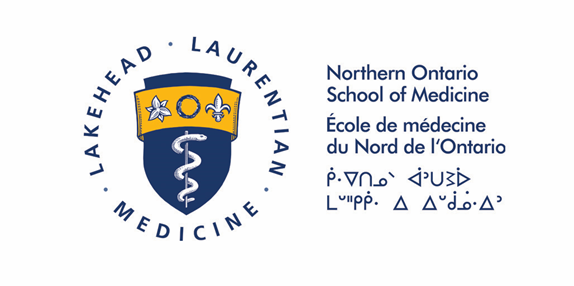 LAKEHEAD • LAURENTIAN • MEDICINE •
Northern Ontario
School of Medicine
École de médecine
du Nord de l'Ontario